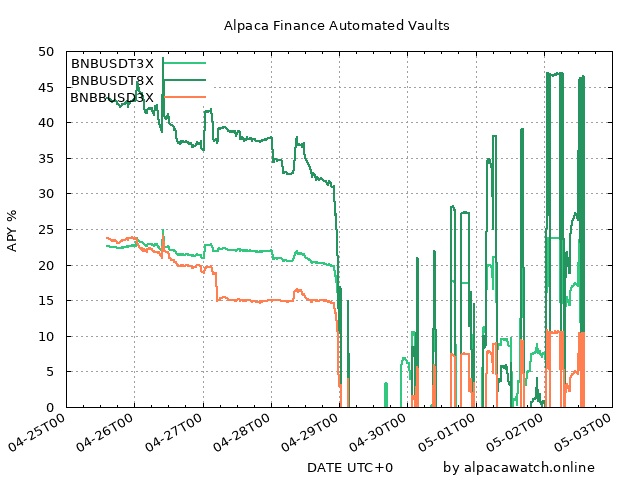 Alpaca Finance Automated Vaults
APY %
50
45
40
35
30
25
20
15
10
5
0
BNBUSDT3X
BNBUSDT8X
BNBBUSD3X
04-25T00
04-26T00
04-27T00
04-28T00
04-29T00
04-30T00
05-01T00
05-02T00
05-03T00
DATE UTC+0
by alpacawatch.online